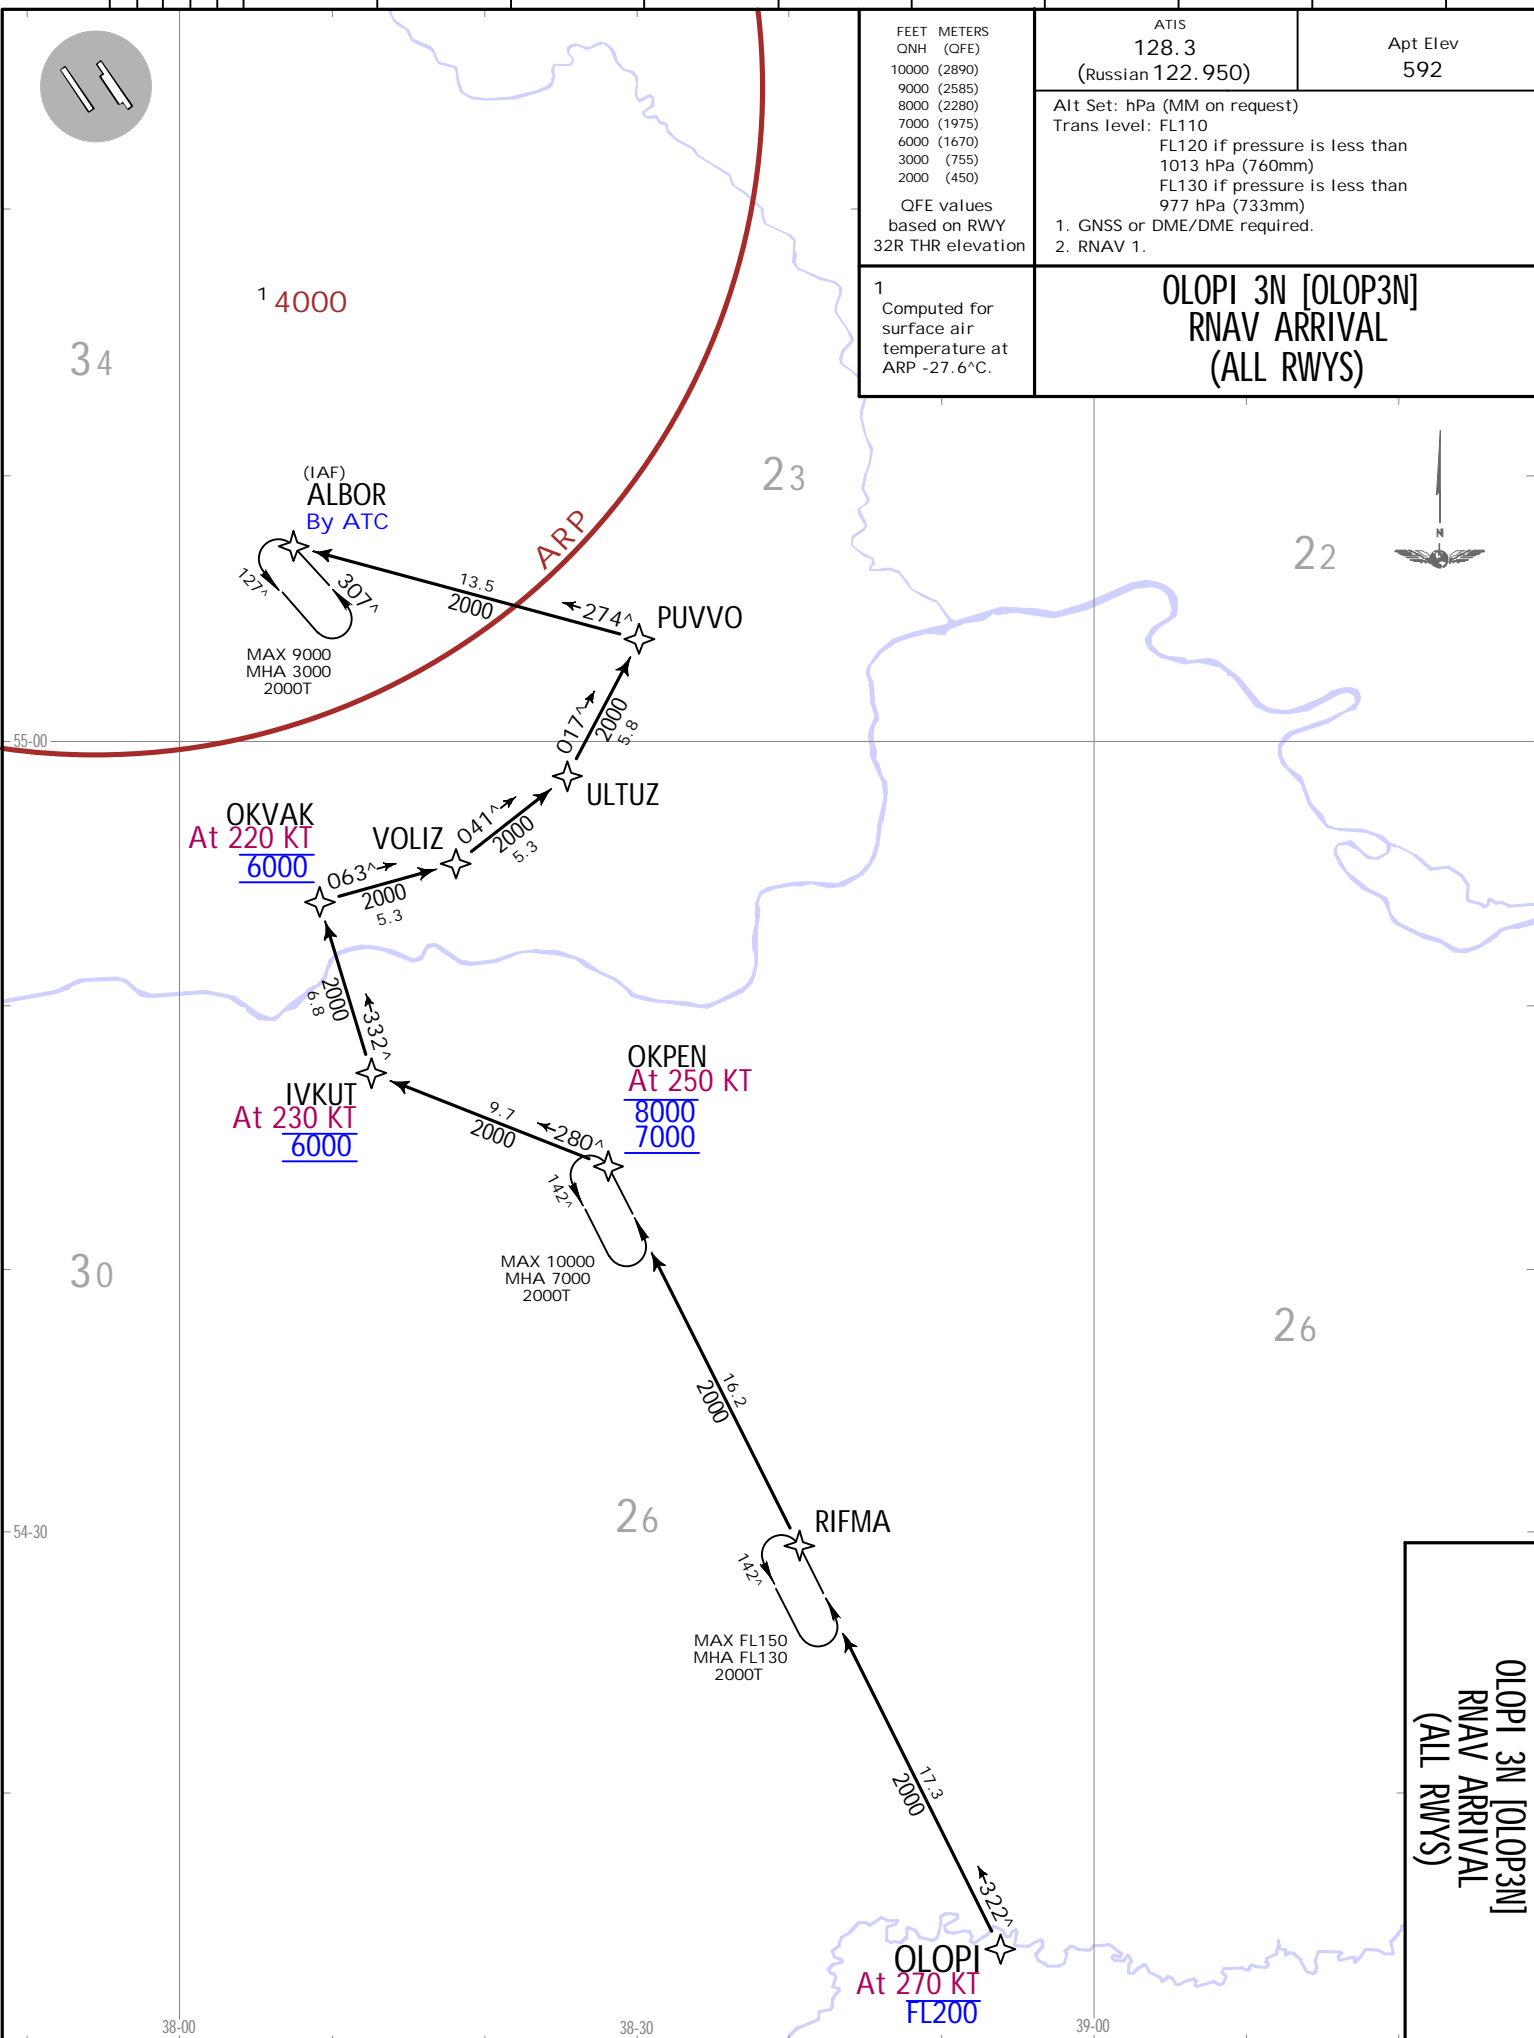 FEET METERS
QNH (QFE)
10000 (2890)
9000 (2585)
8000 (2280)
7000 (1975)
6000 (1670)
3000 (755)
2000 (450)
QFE values
based on RWY
32R THR elevation
ATIS
128.3
(Russian 122.950)
Apt Elev
592
Alt Set: hPa (MM on request)
Trans level: FL110
FL120 if pressure is less than
1013 hPa (760mm)
FL130 if pressure is less than
977 hPa (733mm)
1. GNSS or DME/DME required.
2. RNAV 1.
1
Computed for
surface air
temperature at
ARP -27.6^C.
OLOPI 3N [OLOP3N]
RNAV ARRIVAL
(ALL RWYS)
1 4000
34
23
22
N
ARP
(IAF)
ALBOR
By ATC
127^
307^
MAX 9000
MHA 3000
2000T
13.5
2000
274^
PUVVO
017^
2000
5.8
55-00
ULTUZ
OKVAK
At 220 KT
6000
VOLIZ
041^
2000
5.3
063^
2000
5.3
2000
6.8
332^
IVKUT
At 230 KT
6000
OKPEN
At 250 KT
8000
7000
9.7
2000
280^
142^
MAX 10000
MHA 7000
2000T
30
26
16.2
2000
26
54-30
RIFMA
142^
MAX FL150
MHA FL130
2000T
17.3
2000
322^
OLOPI
At 270 KT
FL200
OLOPI 3N [OLOP3N]
RNAV ARRIVAL
(ALL RWYS)
38-00
38-30
39-00